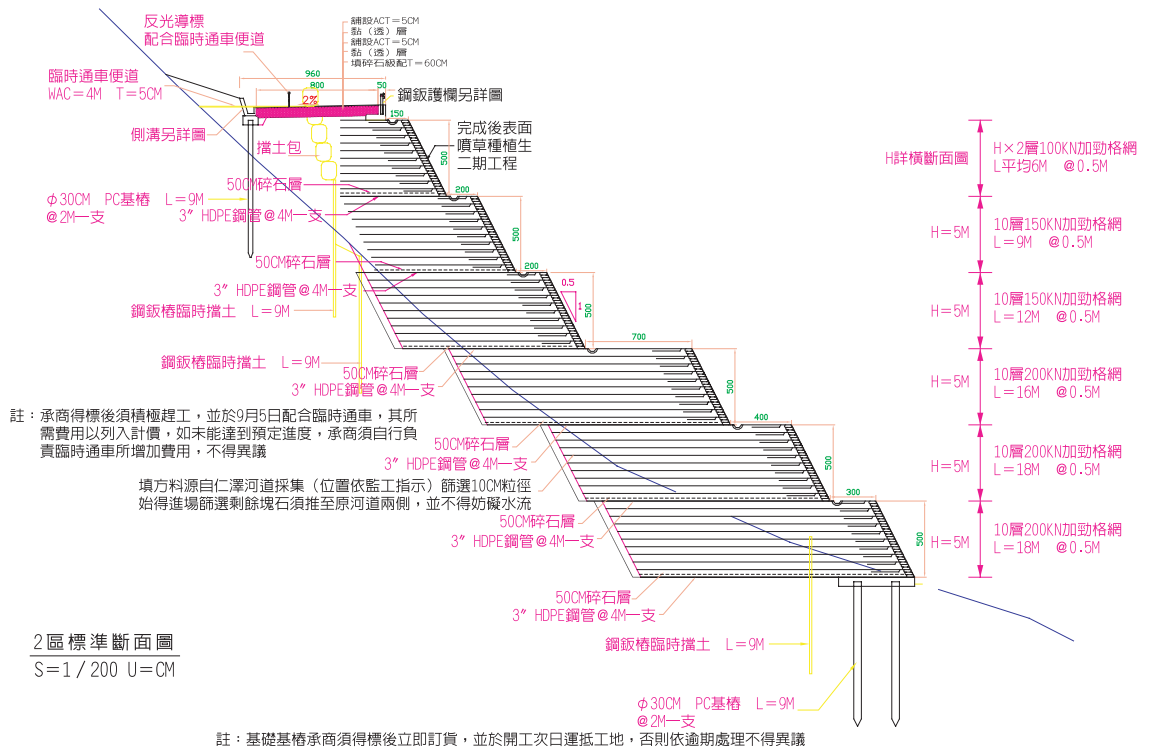 反光導標
配合臨時通車便道
舖設ACT=5CM
黏（透）層
舖設ACT=5CM
黏（透）層
填碎石級配T=60CM
臨時通車便道
WAC=4M T=5CM
960
800
50
2%
鋼鈑護欄另詳圖
側溝另詳圖
擋土包
150
完成後表面
噴草種植生
二期工程
500
H詳橫斷面圖
H×2層100KN加勁格網
L平均6M @0.5M
50CM碎石層
200
φ30CM PC基樁 L=9M
@2M一支
3″ HDPE鋼管@4M一支
500
H=5M
10層150KN加勁格網
L=9M @0.5M
50CM碎石層
200
3″ HDPE鋼管@4M一支
0.5
1
500
鋼鈑樁臨時擋土 L=9M
H=5M
10層150KN加勁格網
L=12M @0.5M
700
鋼鈑樁臨時擋土 L=9M
50CM碎石層
3″ HDPE鋼管@4M一支
500
H=5M
10層200KN加勁格網
L=16M @0.5M
註：承商得標後須積極趕工，並於9月5日配合臨時通車，其所
需費用以列入計價，如未能達到預定進度，承商須自行負
責臨時通車所增加費用，不得異議
400
50CM碎石層
3″ HDPE鋼管@4M一支
500
H=5M
10層200KN加勁格網
L=18M @0.5M
填方料源自仁澤河道採集（位置依監工指示）篩選10CM粒徑
始得進場篩選剩餘塊石須推至原河道兩側，並不得妨礙水流
300
50CM碎石層
3″ HDPE鋼管@4M一支
500
H=5M
10層200KN加勁格網
L=18M @0.5M
50CM碎石層
3″ HDPE鋼管@4M一支
鋼鈑樁臨時擋土 L=9M
2區標準斷面圖
S=1/200 U=CM
φ30CM PC基樁 L=9M
@2M一支
註：基礎基樁承商須得標後立即訂貨，並於開工次日運抵工地，否則依逾期處理不得異議